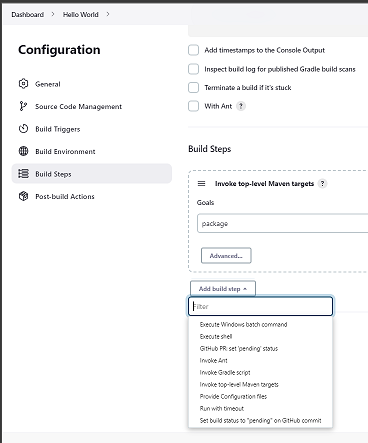 Dashboard > Hello World >
Configuration
General
Source Code Management
Build Triggers
Build Environment
Build Steps
Post-build Actions
Add timestamps to the Console Output
Inspect build log for published Gradle build scans
Terminate a build if it's stuck
With Ant ?
Build Steps
Invoke top-level Maven targets ?
Goals
package
Advanced...
Add build step
Filter
Execute Windows batch command
Execute shell
GitHub PR: set 'pending' status
Invoke Ant
Invoke Gradle script
Invoke top-level Maven targets
Provide Configuration files
Run with timeout
Set build status to "pending" on GitHub commit